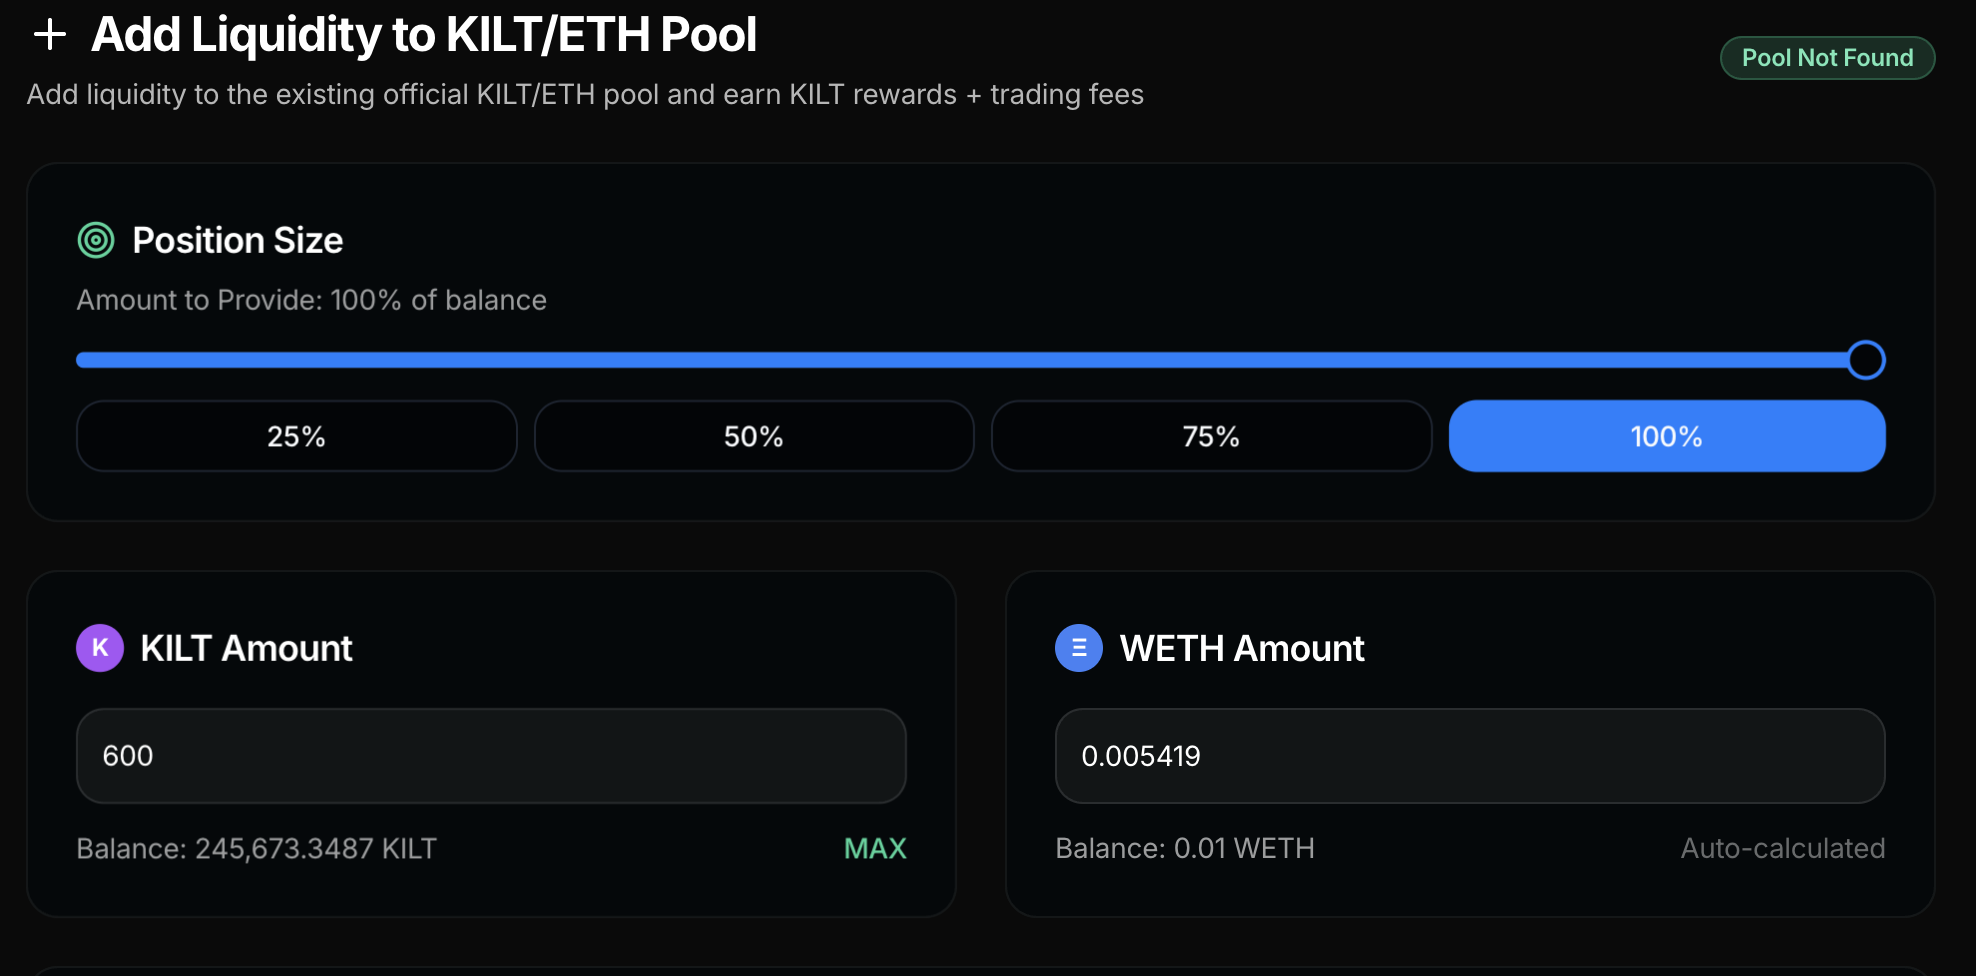 Add Liquidity to KILT/ETH Pool
Pool Not Found
Add liquidity to the existing official KILT/ETH pool and earn KILT rewards + trading fees
Position Size
Amount to Provide: 100% of balance
25%
50%
75%
100%
K
KILT Amount
600
Balance: 245,673.3487 KILT
MAX
Ξ
WETH Amount
0.005419
Balance: 0.01 WETH
Auto-calculated